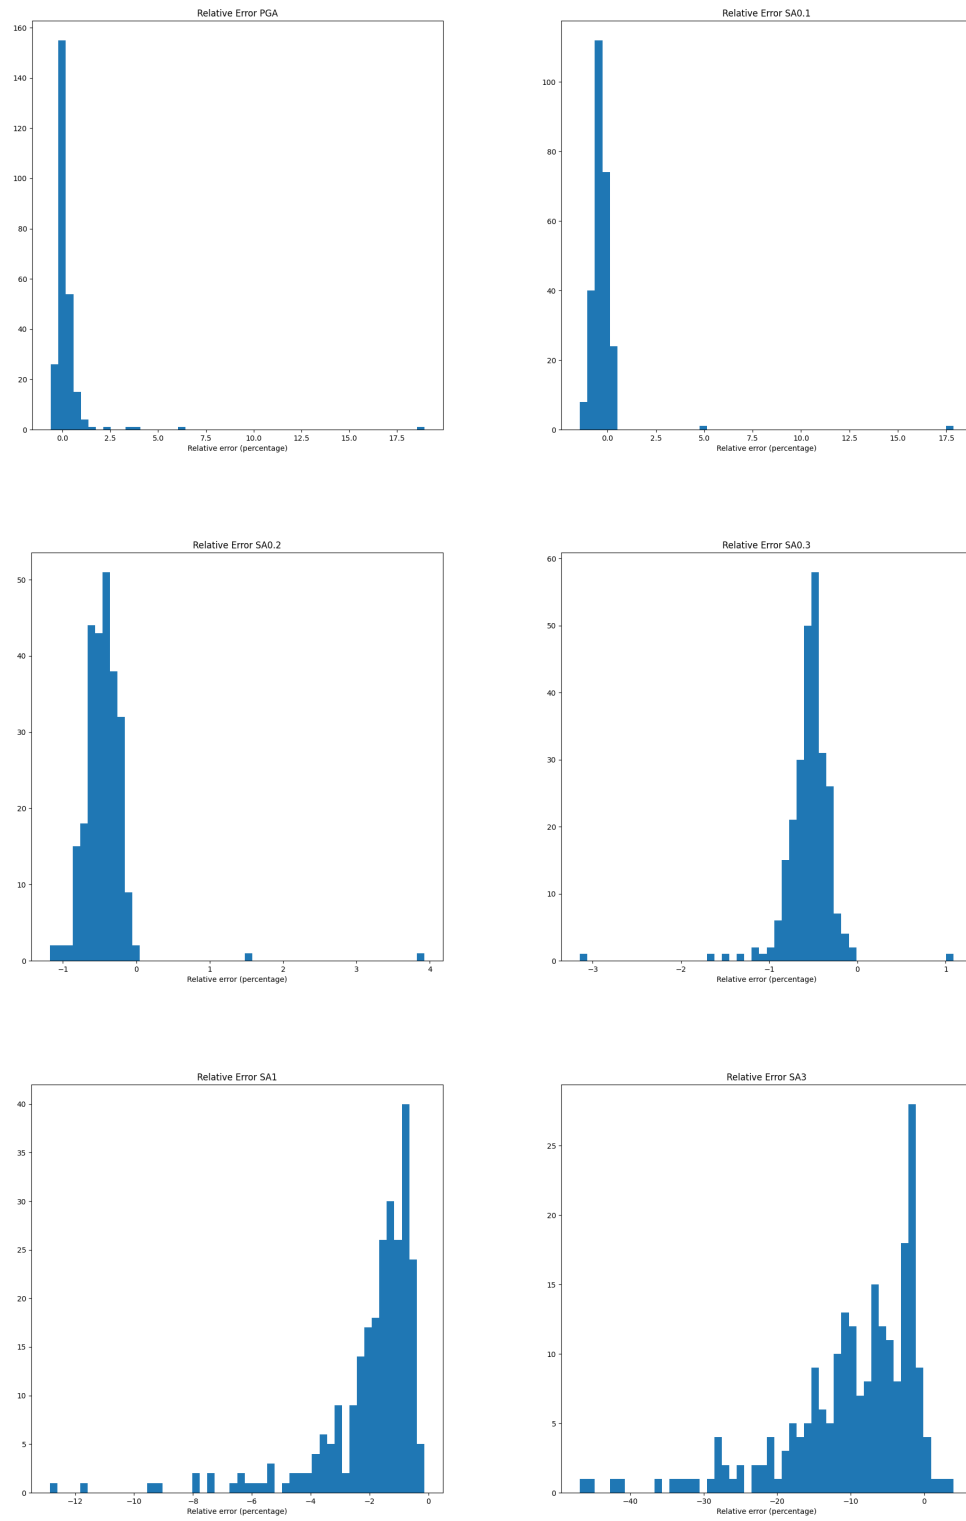 Relative Error PGA
160
140
120
100
80
60
40
20
0
0.0 2.5 5.0 7.5 10.0 12.5 15.0 17.5
Relative error (percentage)
Relative Error SA0.1
100
80
60
40
20
0
0.0 2.5 5.0 7.5 10.0 12.5 15.0 17.5
Relative error (percentage)
Relative Error SA0.2
50
40
30
20
10
0
−1 0 1 2 3 4
Relative error (percentage)
Relative Error SA0.3
60
50
40
30
20
10
0
−3 −2 −1 0 1
Relative error (percentage)
Relative Error SA1
40
35
30
25
20
15
10
5
0
−12 −10 −8 −6 −4 −2 0
Relative error (percentage)
Relative Error SA3
25
20
15
10
5
0
−40 −30 −20 −10 0
Relative error (percentage)